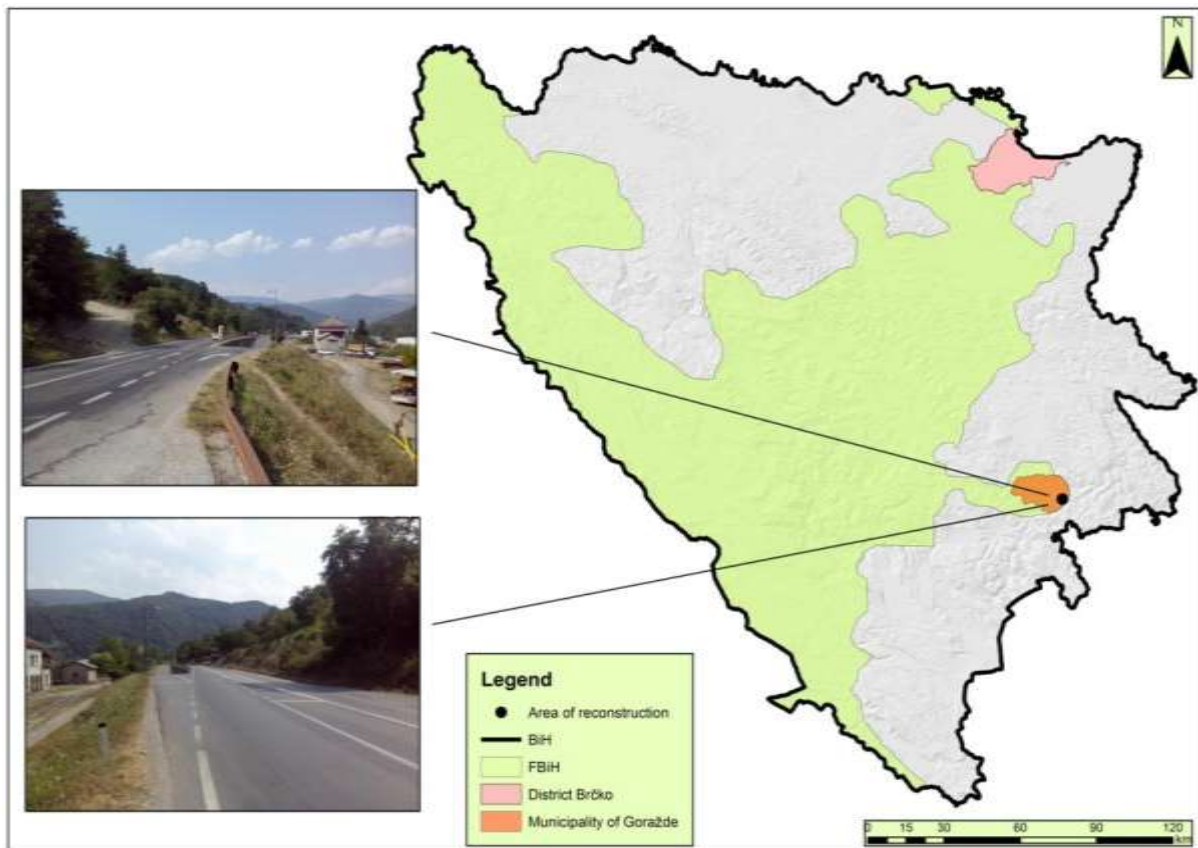 N
Legend
Area of reconstruction
BiH
FBiH
District Brčko
Municipality of Goražde
0 15 30 60 90 120
km